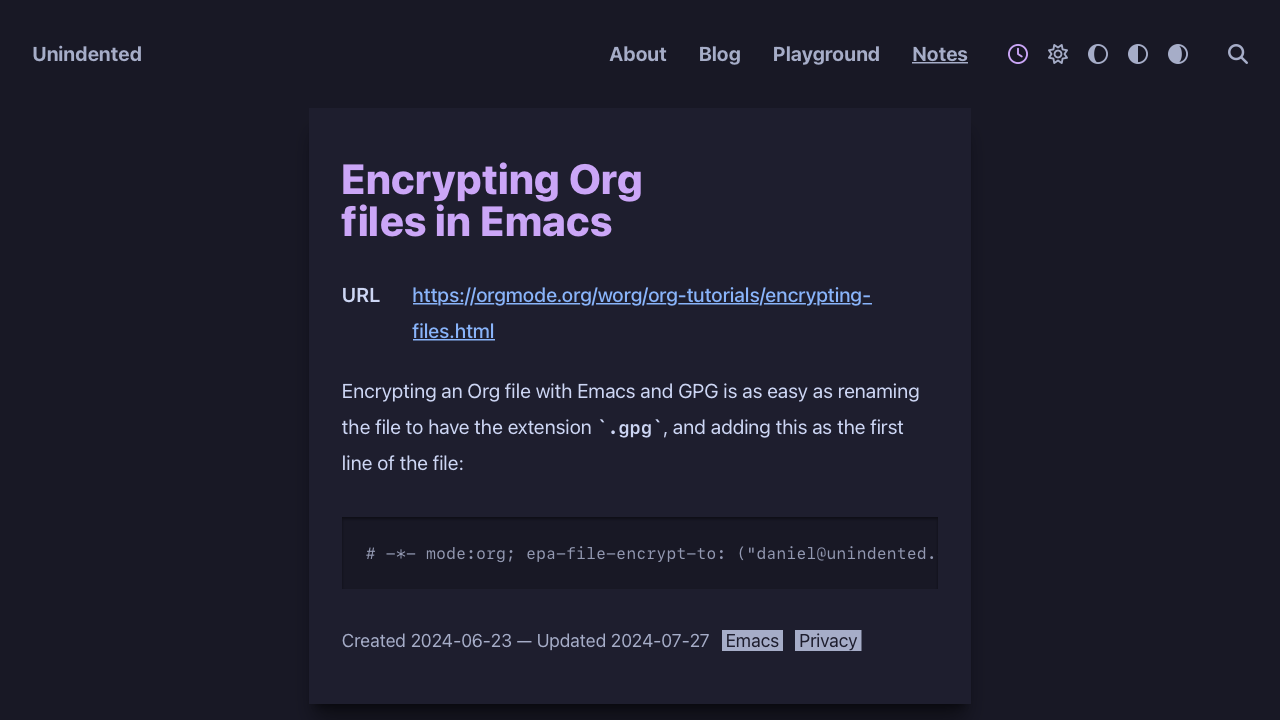 Unindented
About Blog Playground Notes
Encrypting Org
files in Emacs
URL https://orgmode.org/worg/org-tutorials/encrypting-
files.html
Encrypting an Org file with Emacs and GPG is as easy as renaming
the file to have the extension `.gpg`, and adding this as the first
line of the file:
# -*- mode:org; epa-file-encrypt-to: ("daniel@unindented.
Created 2024-06-23 — Updated 2024-07-27 Emacs Privacy